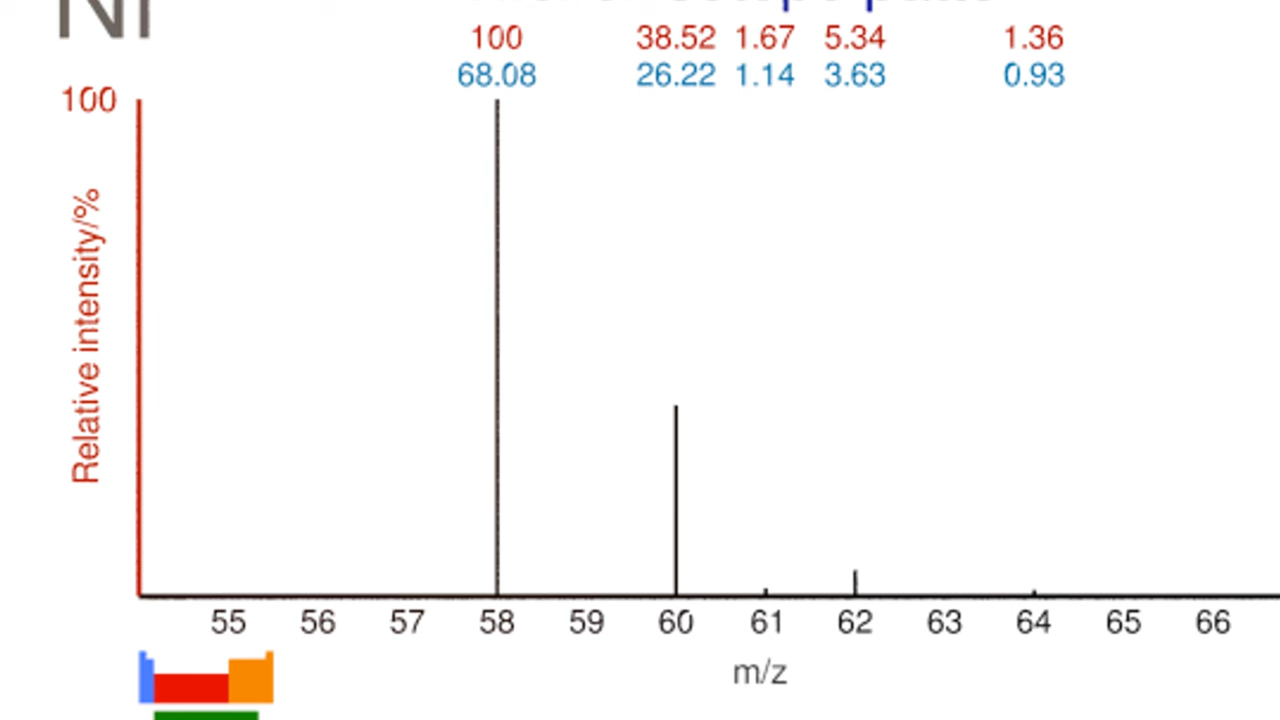 Ni
100 38.52 1.67 5.34 1.36
68.08 26.22 1.14 3.63 0.93
100
Relative intensity/%
55 56 57 58 59 60 61 62 63 64 65 66
m/z